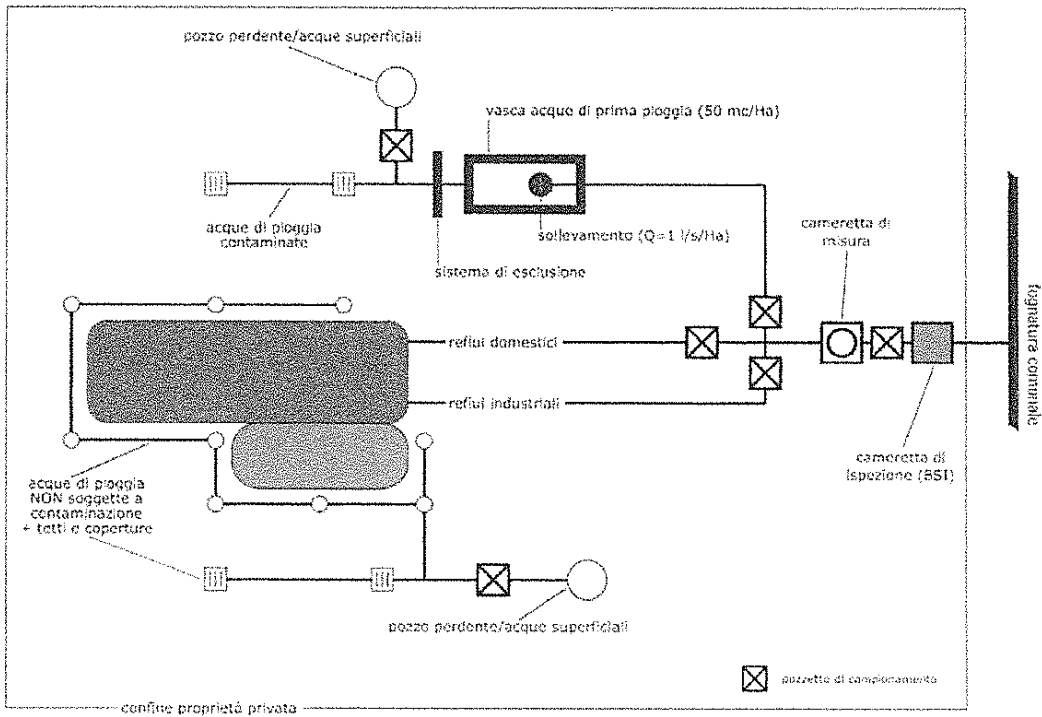 pozzo perdente/acque superficiali
vasca acque di prima pioggia (50 mc/Ha)
acque di pioggia
contaminate
sollevamento (Q=1 l/s/Ha)
sistema di esclusione
cameretta di
misura
fognatura comunale
reflui domestici
reflui industriali
cameretta di
ispezione (BSI)
acque di pioggia
NON soggette a
contaminazione
+ tetti e coperture
pozzo perdente/acque superficiali
pozzetto di campionamento
confine proprietà privata